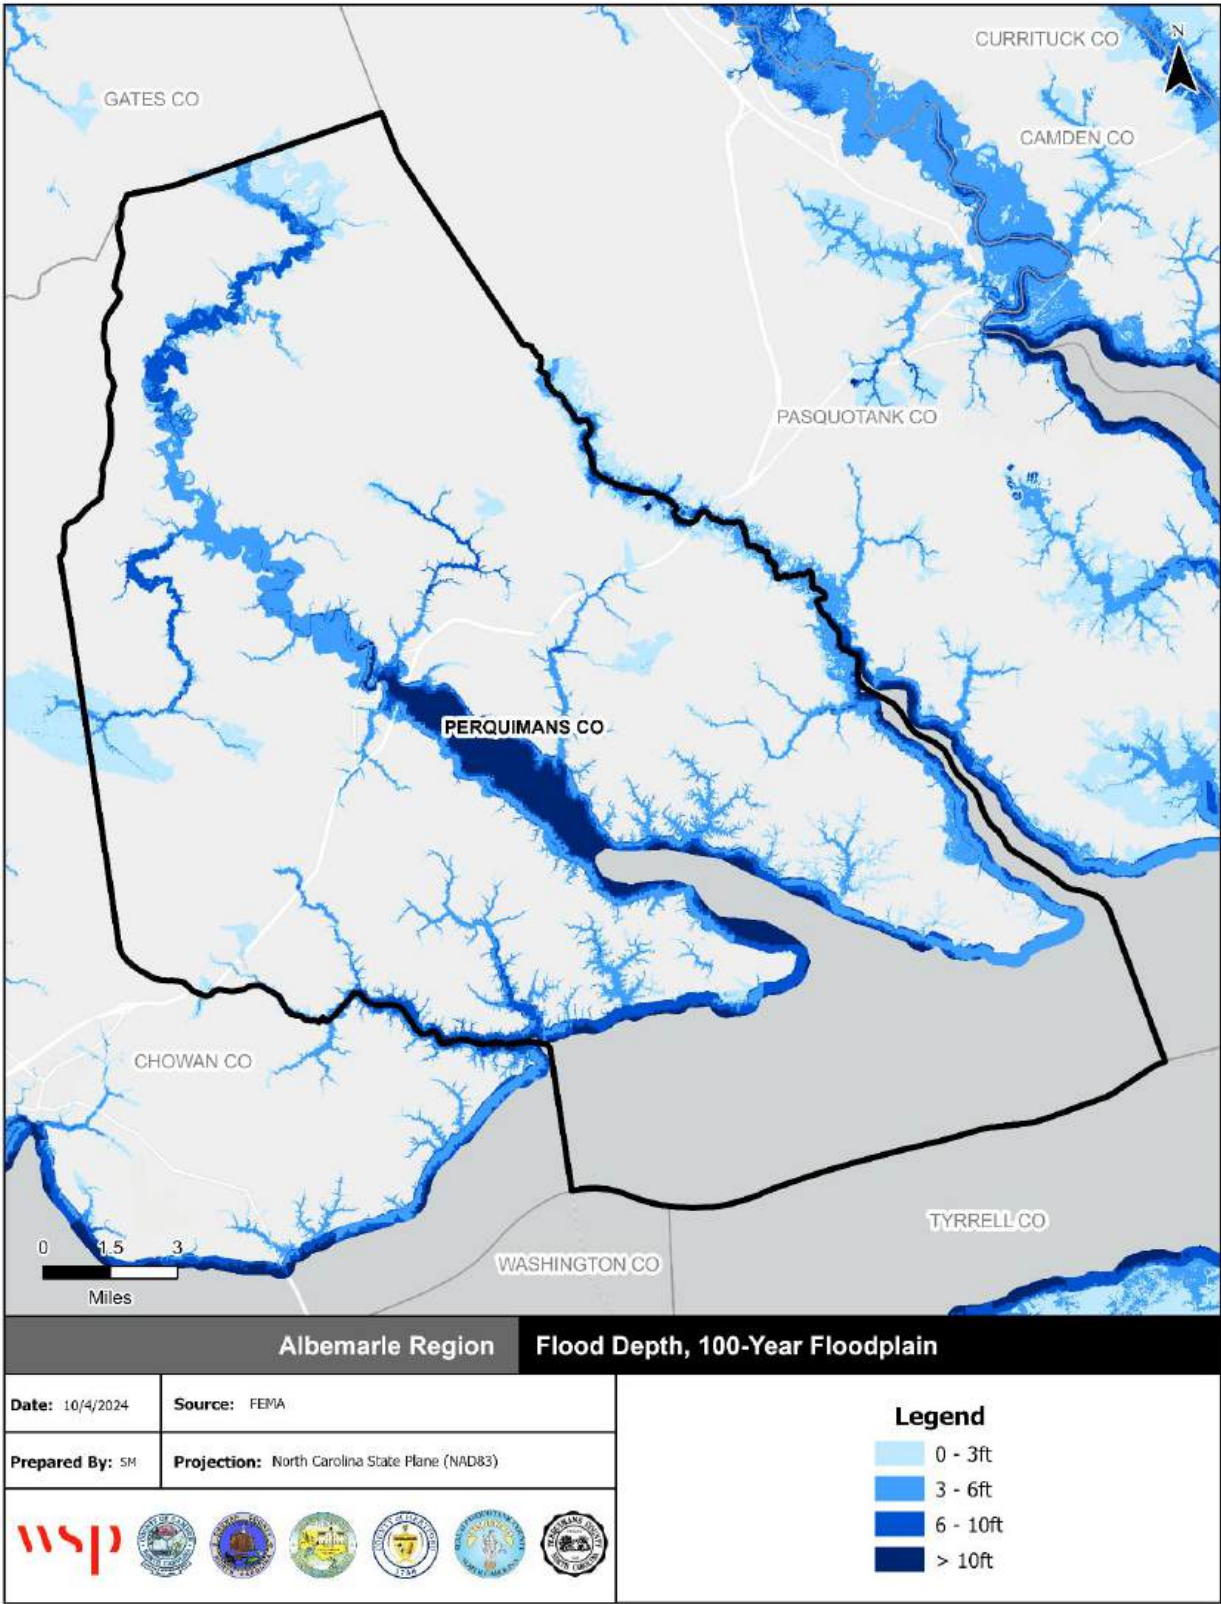 CURRITUCK CO
N
GATES CO
CAMDEN CO
PASQUOTANK CO
PERQUIMANS CO
CHOWAN CO
TYRRELL CO
WASHINGTON CO
0 1.5 3
Miles
Albemarle Region Flood Depth, 100-Year Floodplain
Date: 10/4/2024 Source: FEMA
Prepared By: SM Projection: North Carolina State Plane (NAD83)
Legend
0 - 3ft
3 - 6ft
6 - 10ft
> 10ft
wsp